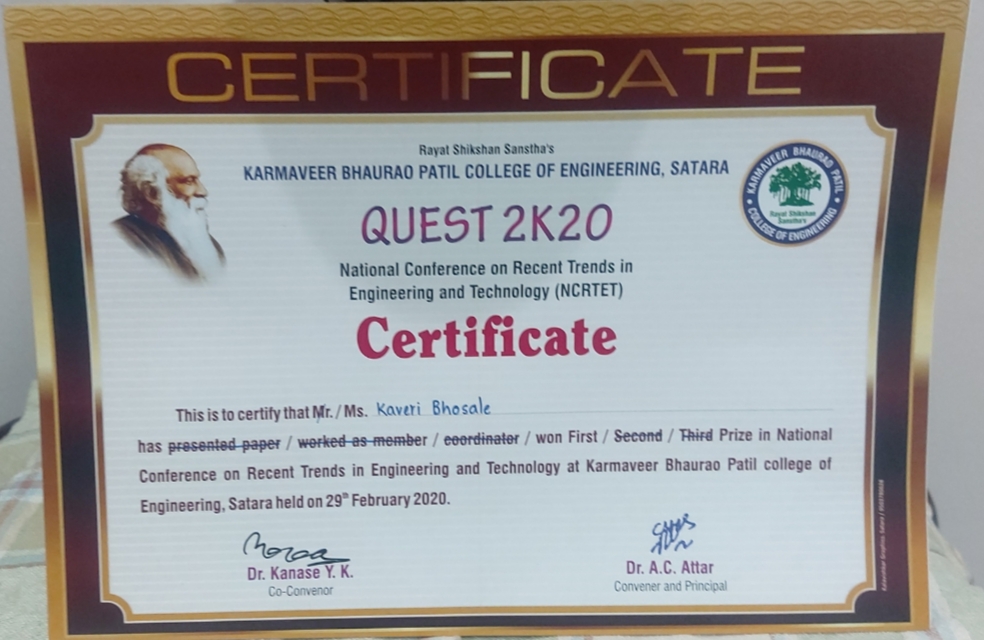 CERTIFICATE
Rayat Shikshan Sanstha's
KARMAVEER BHAURAO PATIL COLLEGE OF ENGINEERING, SATARA
KARMAVEER BHAURAO PATIL
Rayat Shikshan
Sanstha's
COLLEGE OF ENGINEERING
QUEST 2K20
National Conference on Recent Trends in
Engineering and Technology (NCRTET)
Certificate
This is to certify that Mr./Ms. Kaveri Bhosale
has presented paper / worked as member / coordinator / won First / Second / Third Prize in National
Conference on Recent Trends in Engineering and Technology at Karmaveer Bhaurao Patil college of
Engineering, Satara held on 29th February 2020.
Dr. Kanase Y. K.
Co-Convenor
Dr. A.C. Attar
Convener and Principal